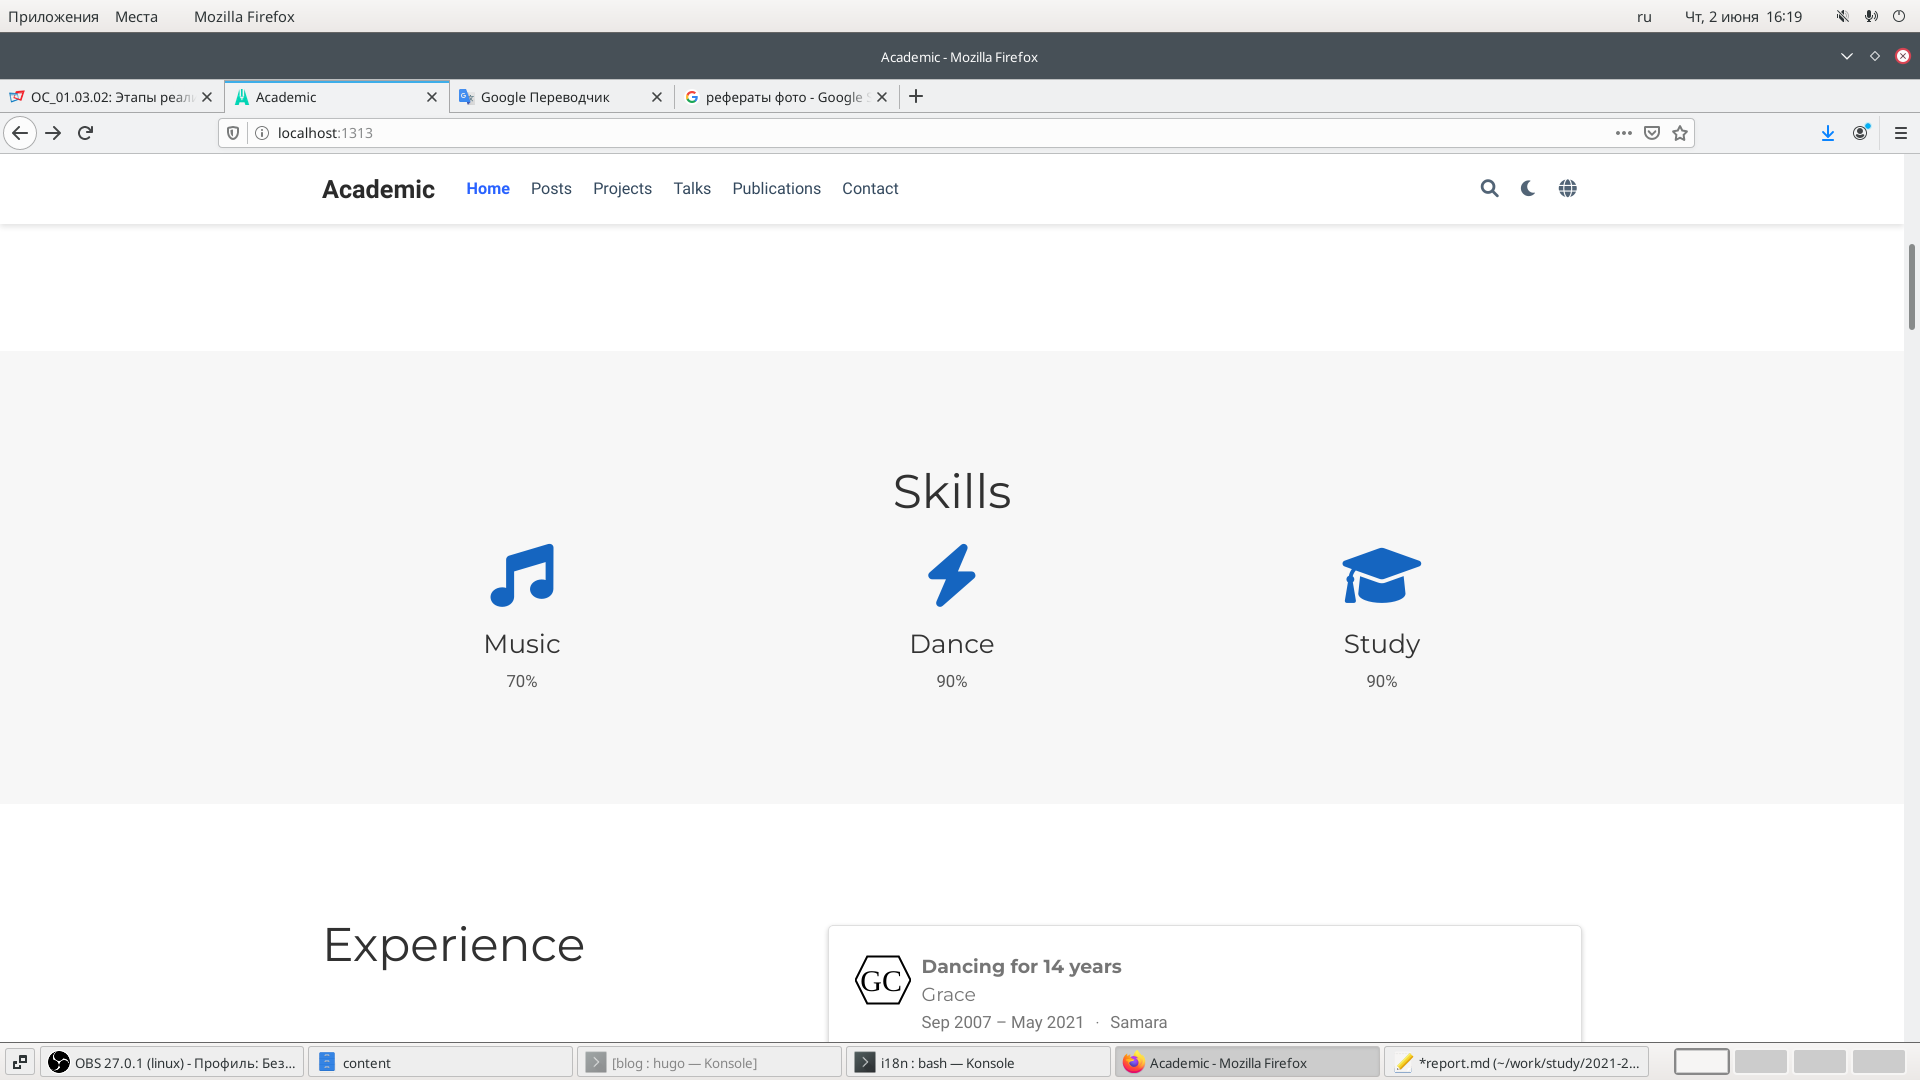 Приложения Места Mozilla Firefox ru Чт, 2 июня 16:19
Academic - Mozilla Firefox
ОС_01.03.02: Этапы реал Academic Google Переводчик рефераты фото - Google
localhost:1313
Academic Home Posts Projects Talks Publications Contact
Skills
Music Dance Study
70% 90% 90%
Experience
GC
Dancing for 14 years
Grace
Sep 2007 – May 2021 · Samara
OBS 27.0.1 (linux) - Профиль: Без... content [blog : hugo — Konsole] i18n : bash — Konsole Academic - Mozilla Firefox *report.md (~/work/study/2021-2...